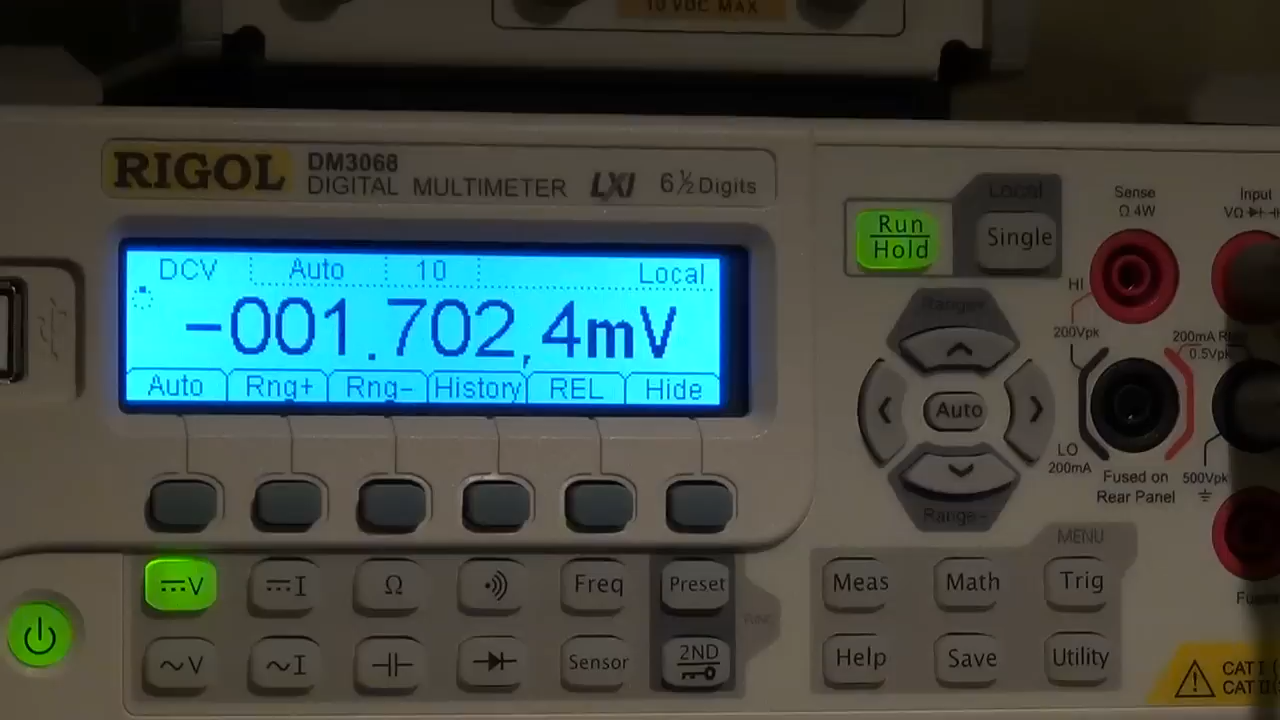 10 VDC MAX
RIGOL DM3068
DIGITAL MULTIMETER LXI 6½ Digits
DCV Auto 10 Local
-001.702,4mV
Auto Rng+ Rng- History REL Hide
Run
Hold
Local
Single
Range+
Auto
Range-
Sense
Ω 4W
Input
HI
200Vpk
200mA
0.5Vpk
LO
200mA
Fused on
Rear Panel
500Vpk
V I Ω Freq Preset
V I Sensor 2ND
MENU
Meas Math Trig
Help Save Utility
CAT I
CAT II